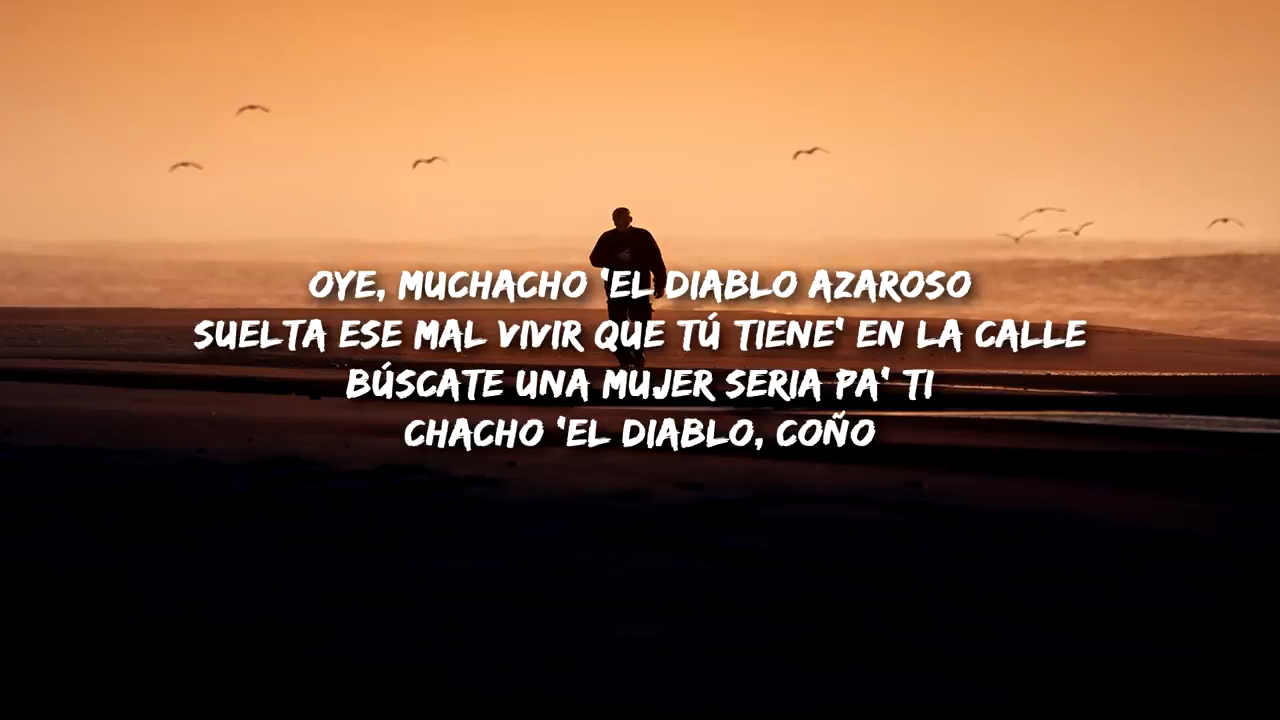 OYE, MUCHACHO 'EL DIABLO AZAROSO
SUELTA ESE MAL VIVIR QUE TÚ TIENE' EN LA CALLE
BÚSCATE UNA MUJER SERIA PA' TI
CHACHO 'EL DIABLO, COÑO